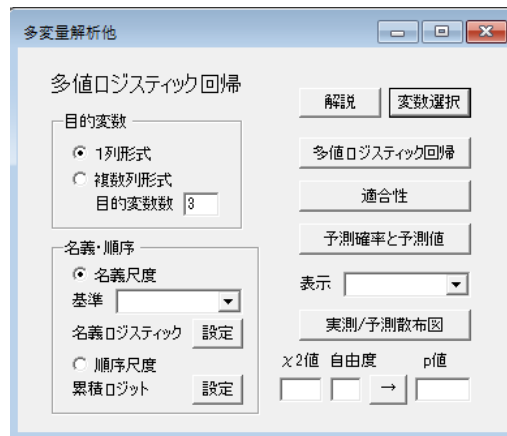 多変量解析他
多値ロジスティック回帰
解説 変数選択
目的変数
1列形式
複数列形式
目的変数数 3
多値ロジスティック回帰
適合性
予測確率と予測値
名義・順序
名義尺度
基準
名義ロジスティック 設定
順序尺度
累積ロジット 設定
表示
実測/予測散布図
χ2値 自由度 p値
→